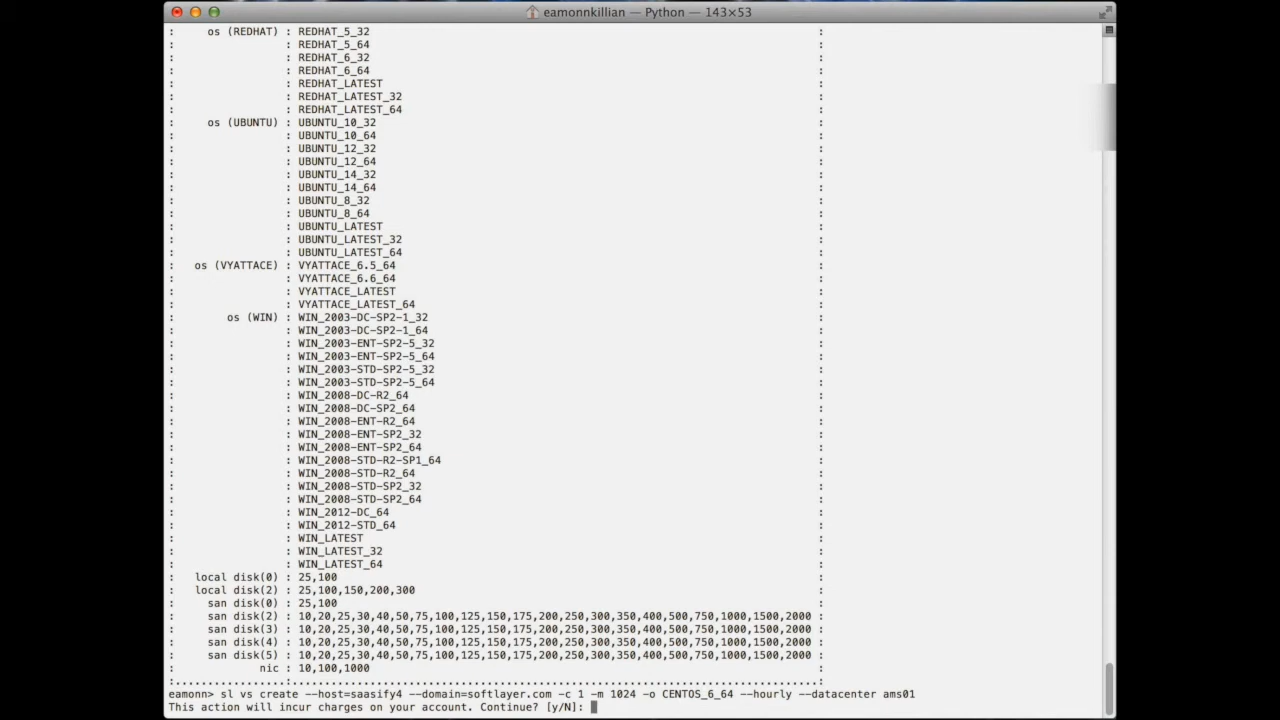 eamonnkillian — Python — 143×53
: os (REDHAT) : REDHAT_5_32 :
: : REDHAT_5_64 :
: : REDHAT_6_32 :
: : REDHAT_6_64 :
: : REDHAT_LATEST :
: : REDHAT_LATEST_32 :
: : REDHAT_LATEST_64 :
: os (UBUNTU) : UBUNTU_10_32 :
: : UBUNTU_10_64 :
: : UBUNTU_12_32 :
: : UBUNTU_12_64 :
: : UBUNTU_14_32 :
: : UBUNTU_14_64 :
: : UBUNTU_8_32 :
: : UBUNTU_8_64 :
: : UBUNTU_LATEST :
: : UBUNTU_LATEST_32 :
: : UBUNTU_LATEST_64 :
: os (VYATTACE) : VYATTACE_6.5_64 :
: : VYATTACE_6.6_64 :
: : VYATTACE_LATEST :
: : VYATTACE_LATEST_64 :
: os (WIN) : WIN_2003-DC-SP2-1_32 :
: : WIN_2003-DC-SP2-1_64 :
: : WIN_2003-ENT-SP2-5_32 :
: : WIN_2003-ENT-SP2-5_64 :
: : WIN_2003-STD-SP2-5_32 :
: : WIN_2003-STD-SP2-5_64 :
: : WIN_2008-DC-R2_64 :
: : WIN_2008-DC-SP2_64 :
: : WIN_2008-ENT-R2_64 :
: : WIN_2008-ENT-SP2_32 :
: : WIN_2008-ENT-SP2_64 :
: : WIN_2008-STD-R2-SP1_64 :
: : WIN_2008-STD-R2_64 :
: : WIN_2008-STD-SP2_32 :
: : WIN_2008-STD-SP2_64 :
: : WIN_2012-DC_64 :
: : WIN_2012-STD_64 :
: : WIN_LATEST :
: : WIN_LATEST_32 :
: : WIN_LATEST_64 :
: local disk(0) : 25,100 :
: local disk(2) : 25,100,150,200,300 :
: san disk(0) : 25,100 :
: san disk(2) : 10,20,25,30,40,50,75,100,125,150,175,200,250,300,350,400,500,750,1000,1500,2000 :
: san disk(3) : 10,20,25,30,40,50,75,100,125,150,175,200,250,300,350,400,500,750,1000,1500,2000 :
: san disk(4) : 10,20,25,30,40,50,75,100,125,150,175,200,250,300,350,400,500,750,1000,1500,2000 :
: san disk(5) : 10,20,25,30,40,50,75,100,125,150,175,200,250,300,350,400,500,750,1000,1500,2000 :
: nic : 10,100,1000 :
:.................:.................................................................................:
eamonn> sl vs create --host=saasify4 --domain=softlayer.com -c 1 -m 1024 -o CENTOS_6_64 --hourly --datacenter ams01
This action will incur charges on your account. Continue? [y/N]: